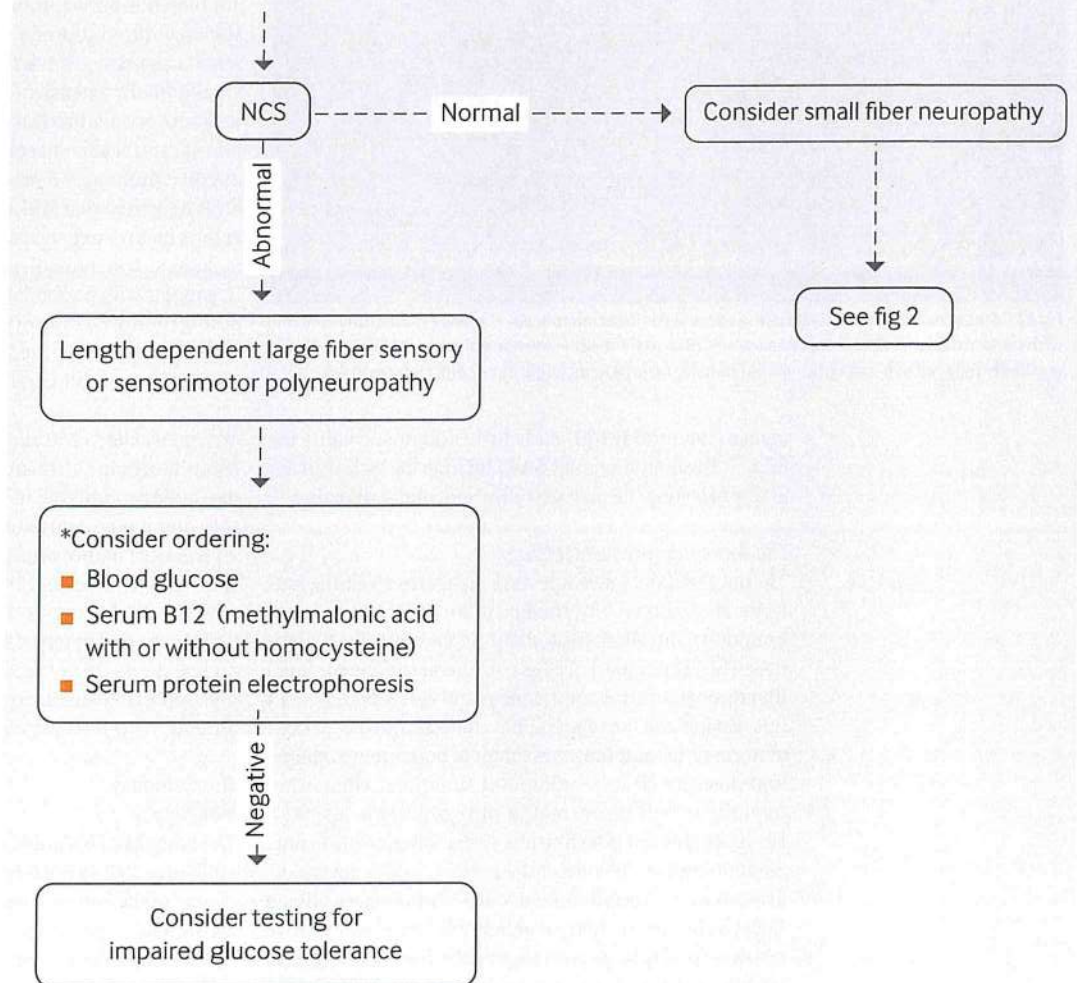 NCS
Normal
Consider small fiber neuropathy
Abnormal
See fig 2
Length dependent large fiber sensory
or sensorimotor polyneuropathy
*Consider ordering:
Blood glucose
Serum B12 (methylmalonic acid
with or without homocysteine)
Serum protein electrophoresis
Negative
Consider testing for
impaired glucose tolerance